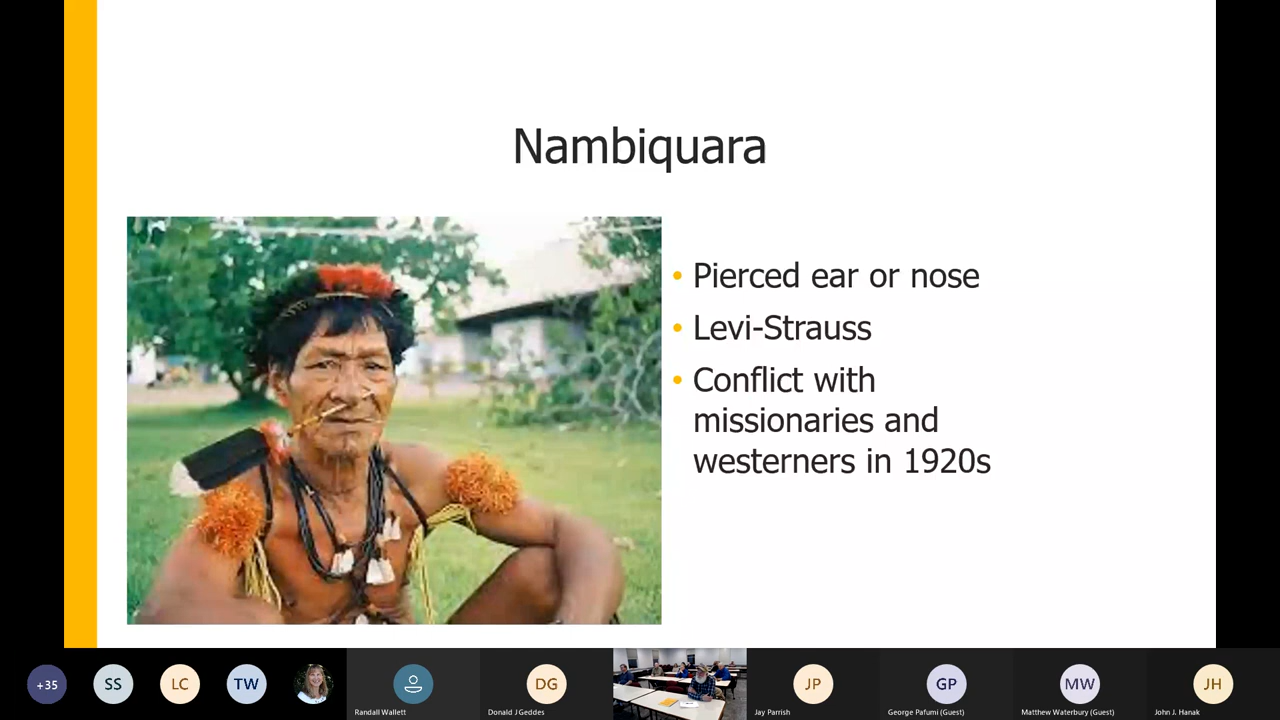 Nambiquara
• Pierced ear or nose
• Levi-Strauss
• Conflict with
missionaries and
westerners in 1920s
+35
SS
LC
TW
Randall Wallett
DG
Donald J Geddes
JP
Jay Parrish
GP
George Pafumi (Guest)
MW
Matthew Waterbury (Guest)
JH
John J. Hanak